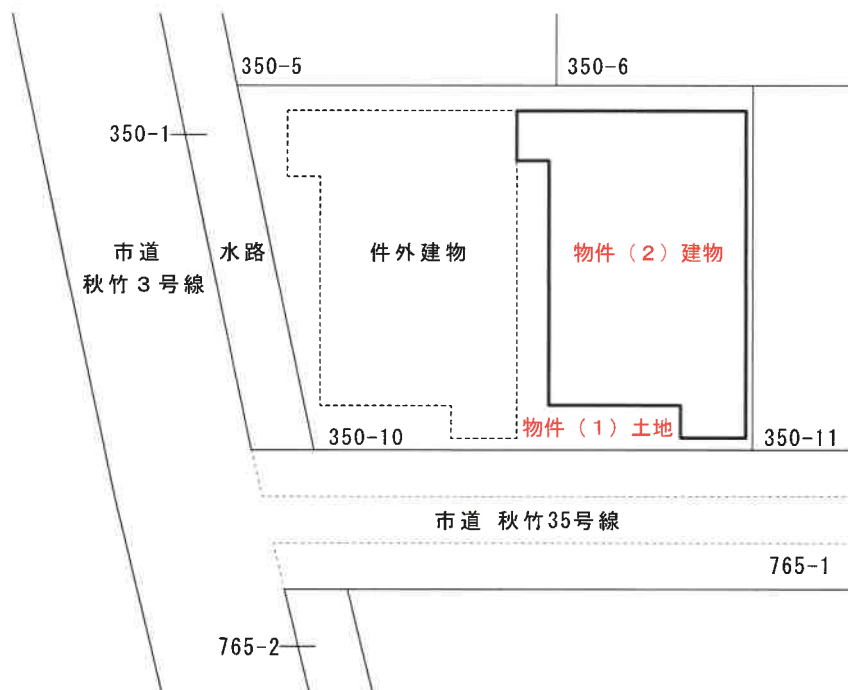 350-5
350-6
350-1
市道
秋竹３号線
水路
件外建物
物件（２）建物
物件（１）土地
350-10
350-11
市道 秋竹35号線
765-1
765-2